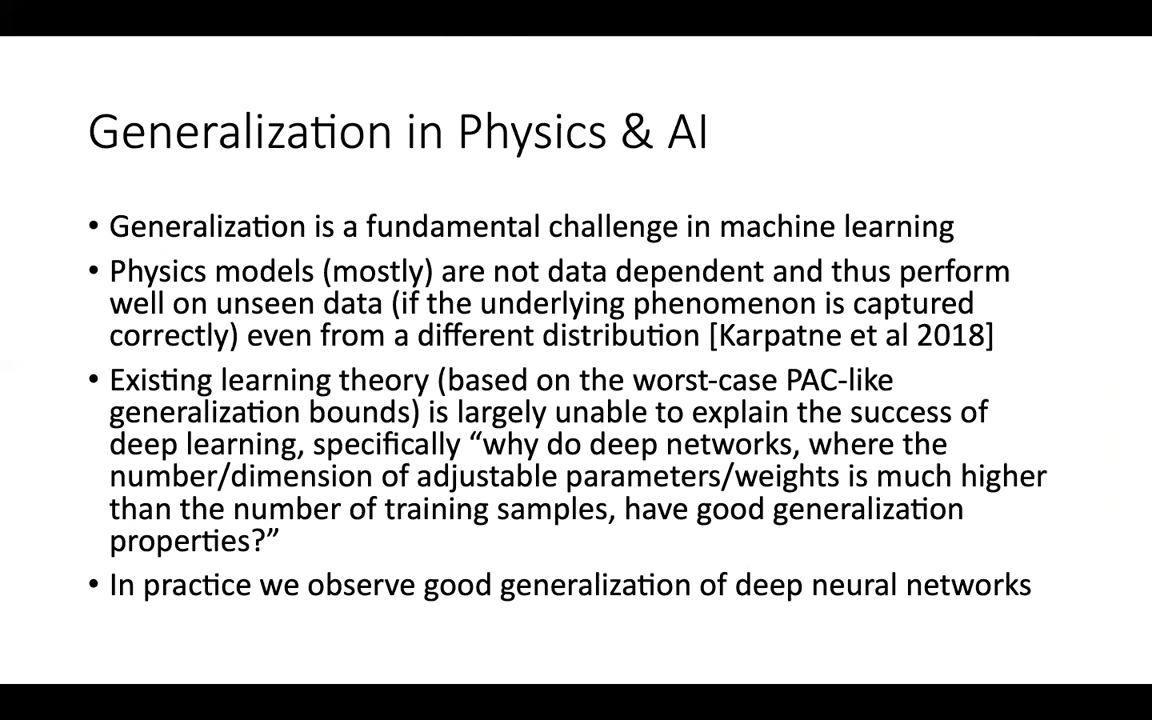 Generalization in Physics & AI
• Generalization is a fundamental challenge in machine learning
• Physics models (mostly) are not data dependent and thus perform
well on unseen data (if the underlying phenomenon is captured
correctly) even from a different distribution [Karpatne et al 2018]
• Existing learning theory (based on the worst-case PAC-like
generalization bounds) is largely unable to explain the success of
deep learning, specifically “why do deep networks, where the
number/dimension of adjustable parameters/weights is much higher
than the number of training samples, have good generalization
properties?”
• In practice we observe good generalization of deep neural networks